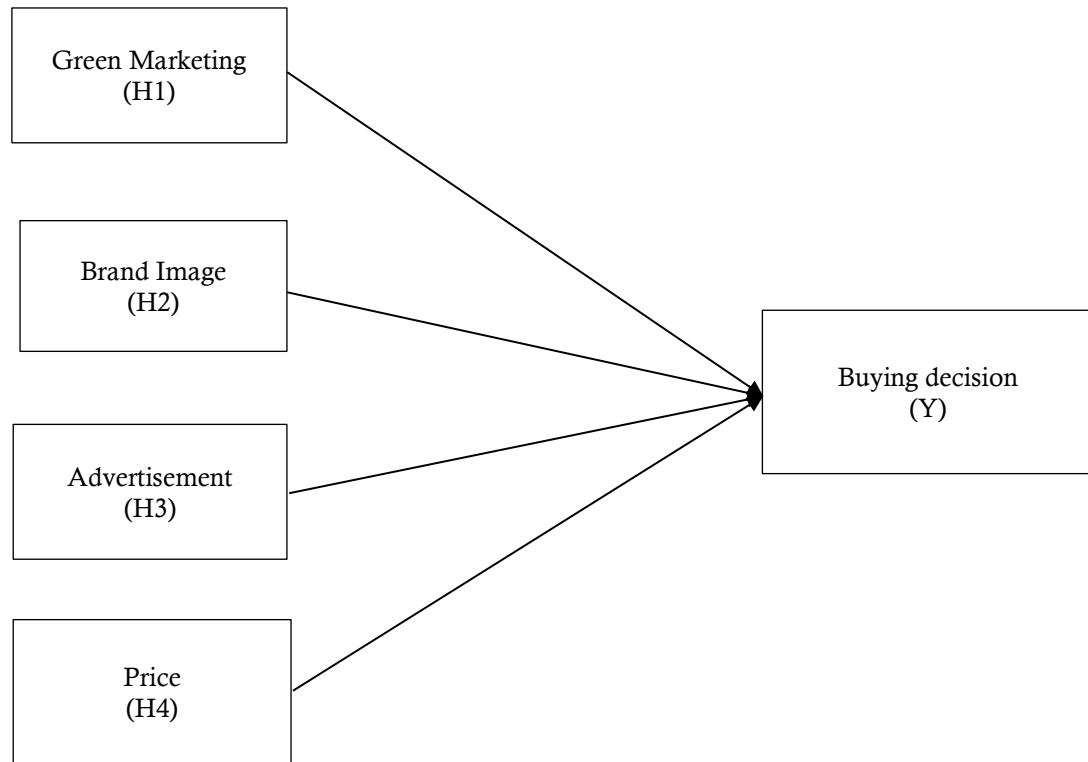 Green Marketing
(H1)
Brand Image
(H2)
Advertisement
(H3)
Price
(H4)
Buying decision
(Y)